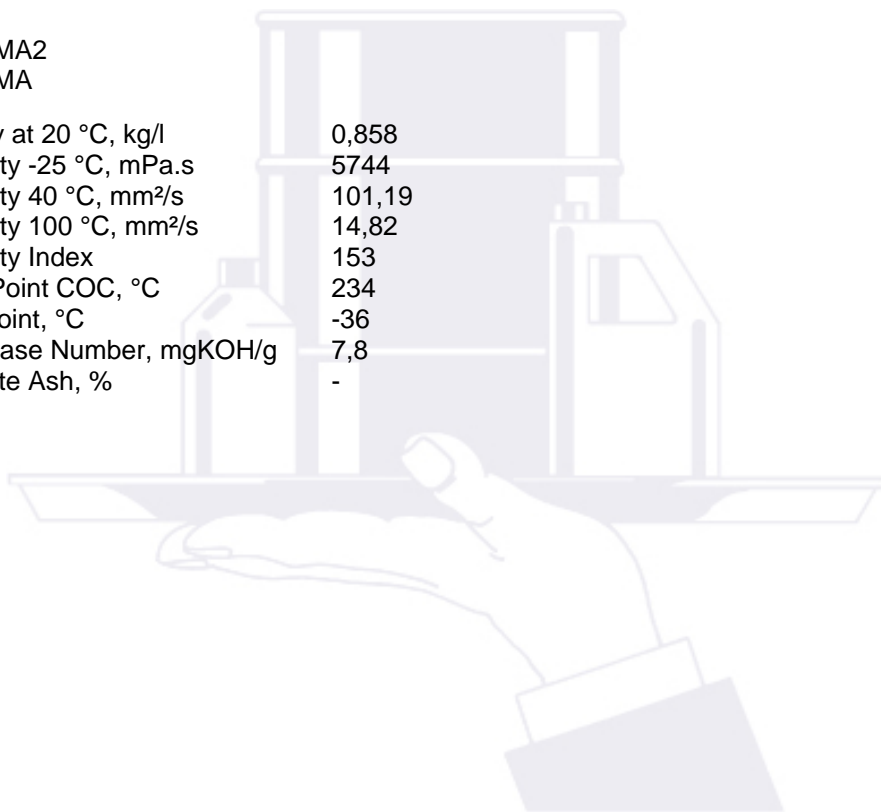 MA2
MA
y at 20 °C, kg/l 0,858
ty -25 °C, mPa.s 5744
ty 40 °C, mm²/s 101,19
ty 100 °C, mm²/s 14,82
ty Index 153
Point COC, °C 234
oint, °C -36
ase Number, mgKOH/g 7,8
te Ash, % -